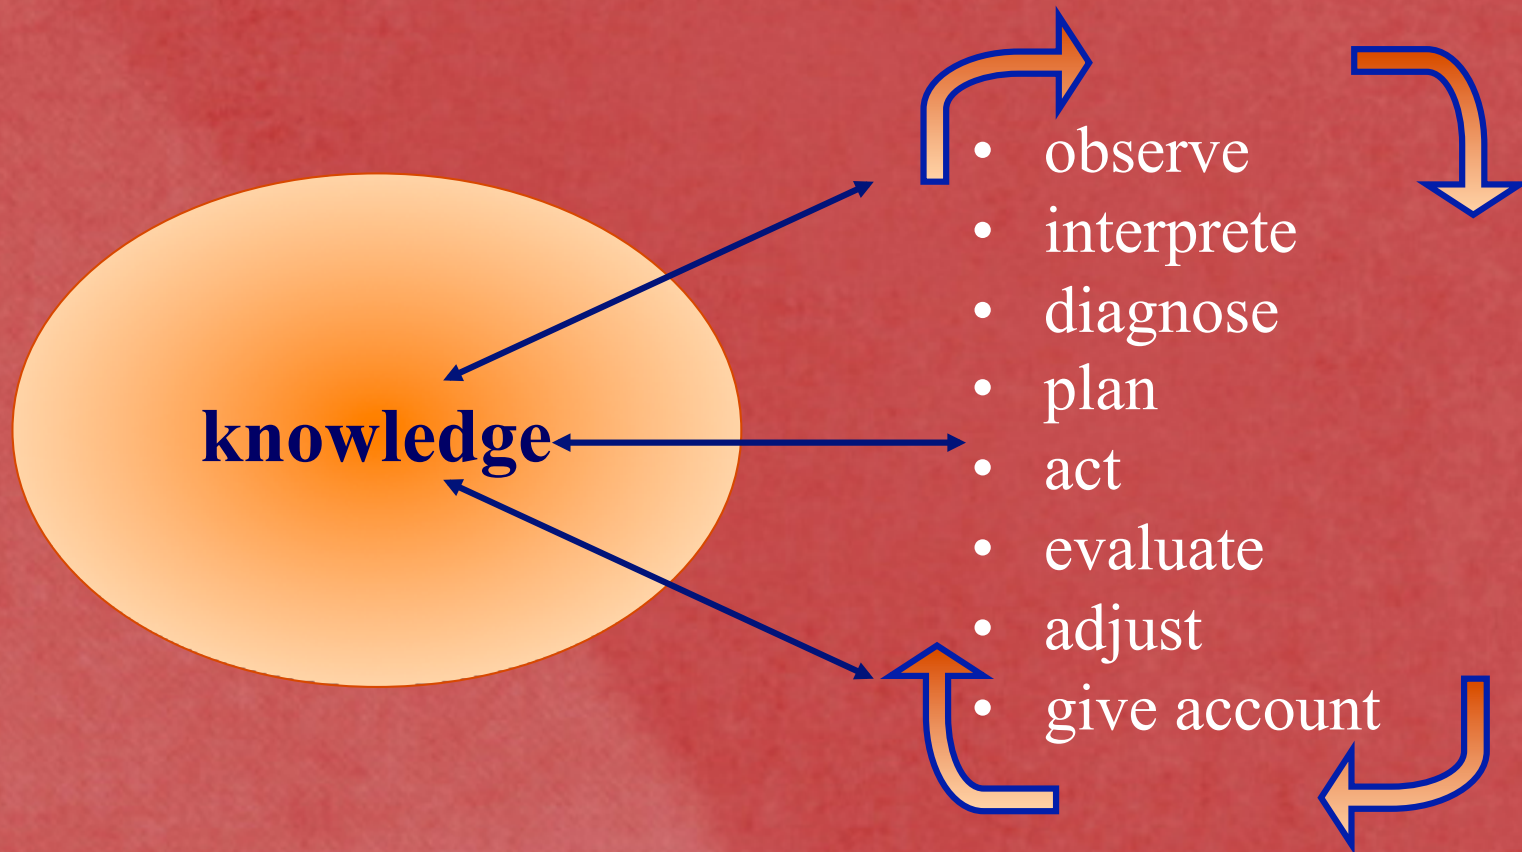 knowledge
• observe
• interprete
• diagnose
• plan
• act
• evaluate
• adjust
• give account